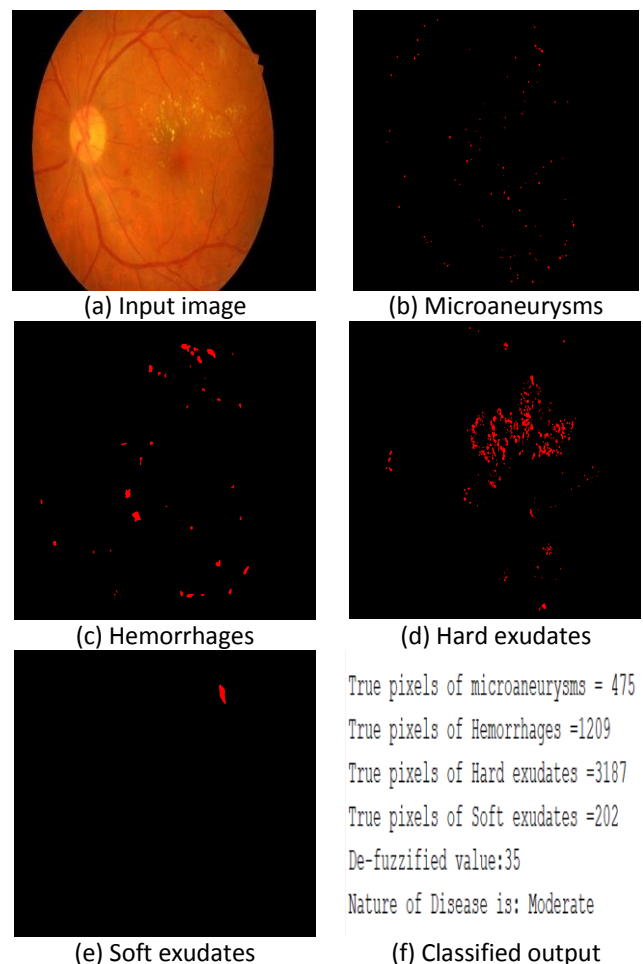 (a) Input image
(b) Microaneurysms
(c) Hemorrhages
(d) Hard exudates
True pixels of microaneurysms = 475
True pixels of Hemorrhages =1209
True pixels of Hard exudates =3187
True pixels of Soft exudates =202
De-fuzzified value:35
Nature of Disease is: Moderate
(e) Soft exudates
(f) Classified output